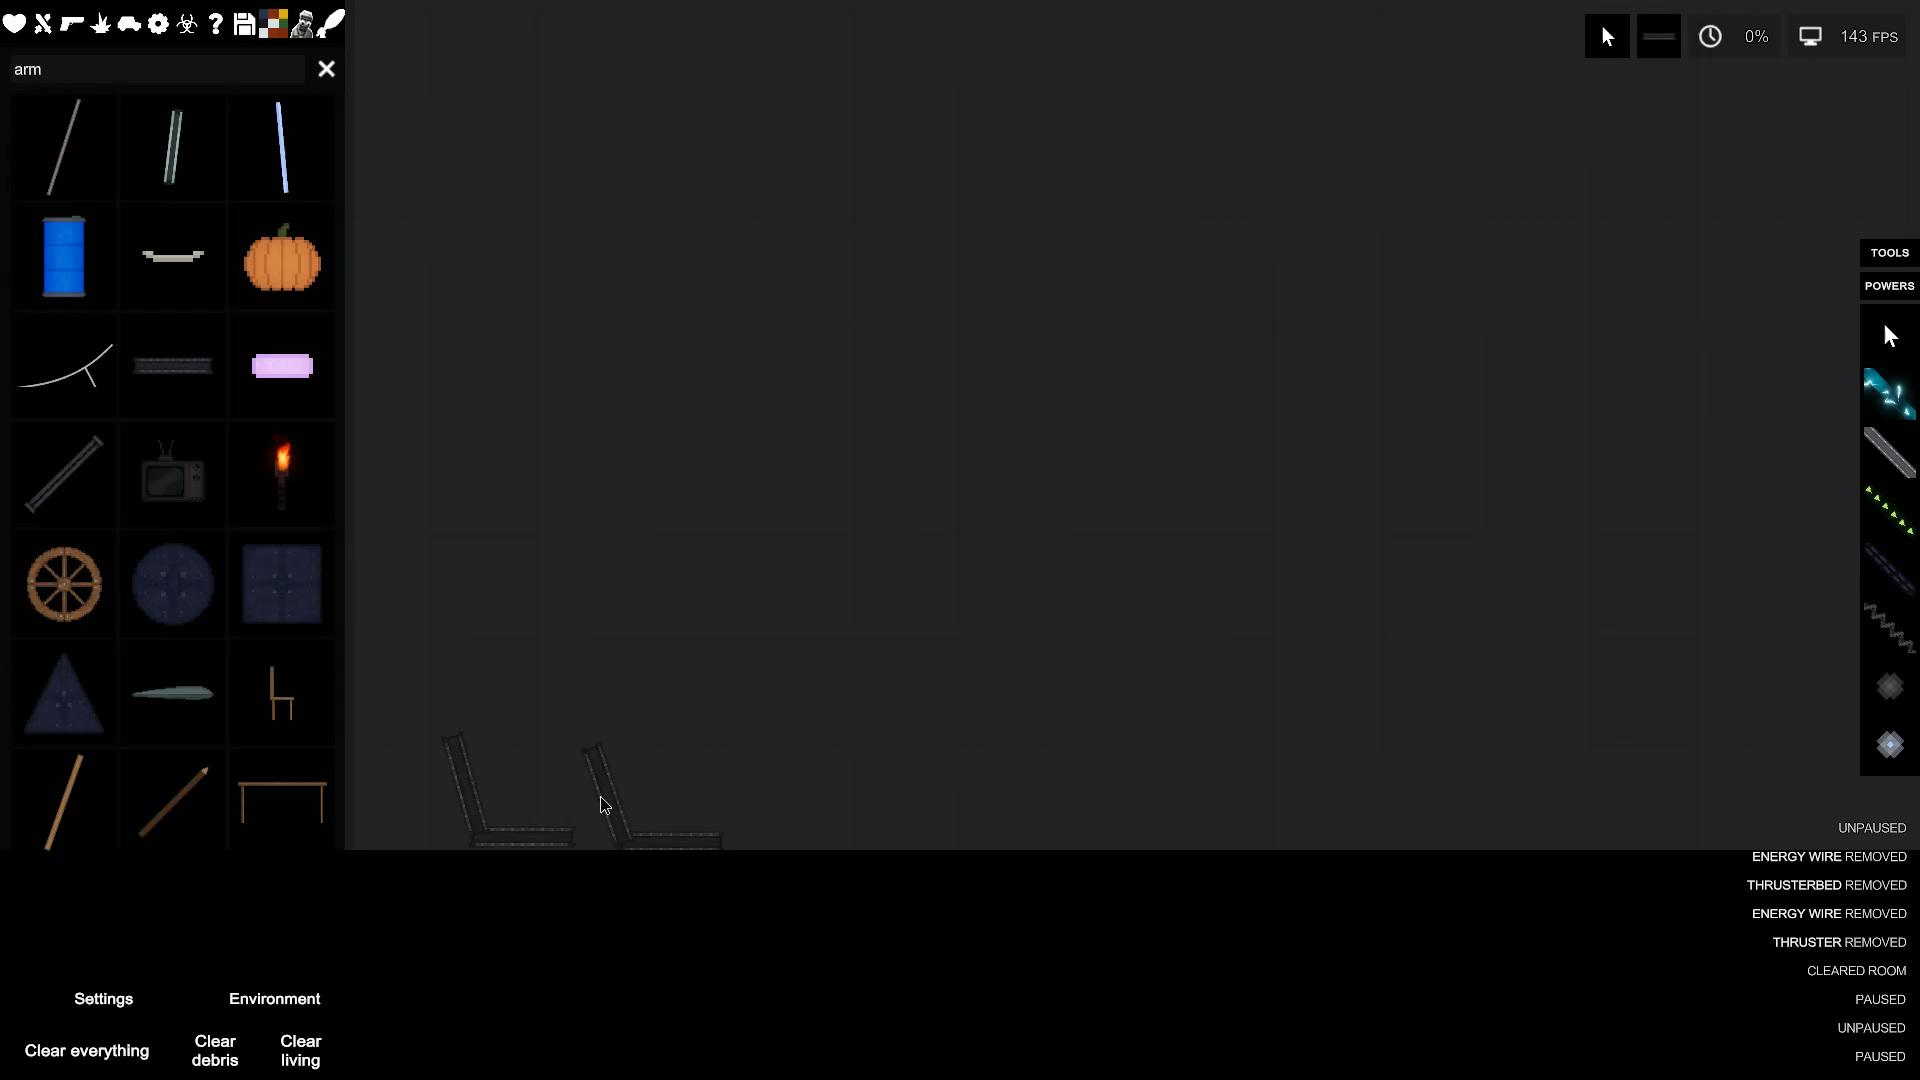 arm
0%
143 FPS
TOOLS
POWERS
UNPAUSED
ENERGY WIRE REMOVED
THRUSTERBED REMOVED
ENERGY WIRE REMOVED
THRUSTER REMOVED
CLEARED ROOM
PAUSED
UNPAUSED
PAUSED
Settings
Environment
Clear everything
Clear
debris
Clear
living